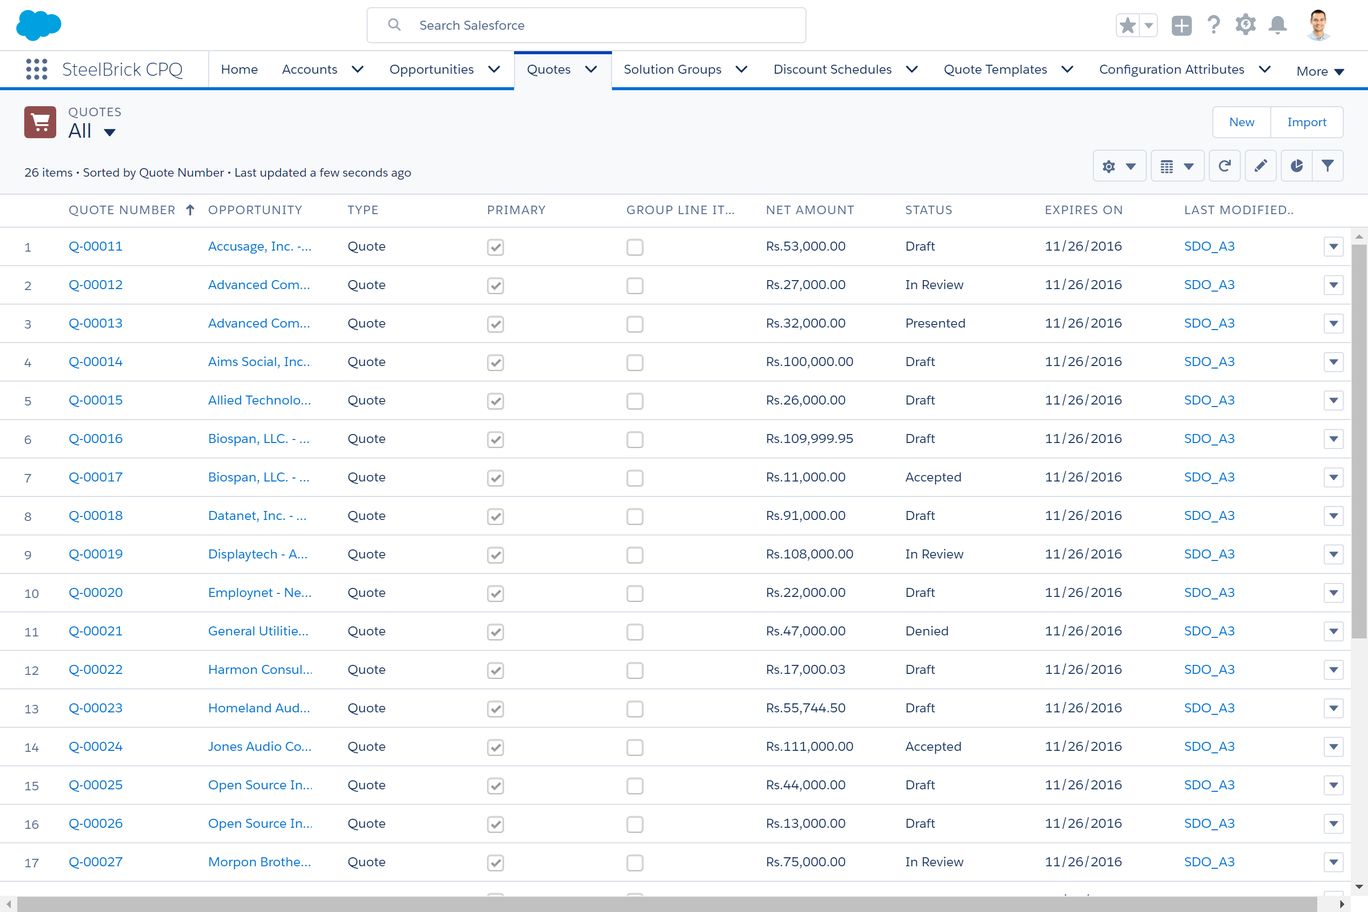 Search Salesforce
SteelBrick CPQ Home Accounts Opportunities Quotes Solution Groups Discount Schedules Quote Templates Configuration Attributes More
QUOTES
All
New Import
26 items • Sorted by Quote Number • Last updated a few seconds ago
QUOTE NUMBER OPPORTUNITY TYPE PRIMARY GROUP LINE IT... NET AMOUNT STATUS EXPIRES ON LAST MODIFIED..
1 Q-00011 Accusage, Inc. -... Quote Rs.53,000.00 Draft 11/26/2016 SDO_A3
2 Q-00012 Advanced Com... Quote Rs.27,000.00 In Review 11/26/2016 SDO_A3
3 Q-00013 Advanced Com... Quote Rs.32,000.00 Presented 11/26/2016 SDO_A3
4 Q-00014 Aims Social, Inc.. Quote Rs.100,000.00 Draft 11/26/2016 SDO_A3
5 Q-00015 Allied Technolo... Quote Rs.26,000.00 Draft 11/26/2016 SDO_A3
6 Q-00016 Biospan, LLC. - ... Quote Rs.109,999.95 Draft 11/26/2016 SDO_A3
7 Q-00017 Biospan, LLC. - ... Quote Rs.11,000.00 Accepted 11/26/2016 SDO_A3
8 Q-00018 Datanet, Inc. - ... Quote Rs.91,000.00 Draft 11/26/2016 SDO_A3
9 Q-00019 Displaytech - A... Quote Rs.108,000.00 In Review 11/26/2016 SDO_A3
10 Q-00020 Employnet - Ne... Quote Rs.22,000.00 Draft 11/26/2016 SDO_A3
11 Q-00021 General Utilitie... Quote Rs.47,000.00 Denied 11/26/2016 SDO_A3
12 Q-00022 Harmon Consul... Quote Rs.17,000.03 Draft 11/26/2016 SDO_A3
13 Q-00023 Homeland Aud... Quote Rs.55,744.50 Draft 11/26/2016 SDO_A3
14 Q-00024 Jones Audio Co... Quote Rs.111,000.00 Accepted 11/26/2016 SDO_A3
15 Q-00025 Open Source In... Quote Rs.44,000.00 Draft 11/26/2016 SDO_A3
16 Q-00026 Open Source In... Quote Rs.13,000.00 Draft 11/26/2016 SDO_A3
17 Q-00027 Morpon Brothe... Quote Rs.75,000.00 In Review 11/26/2016 SDO_A3